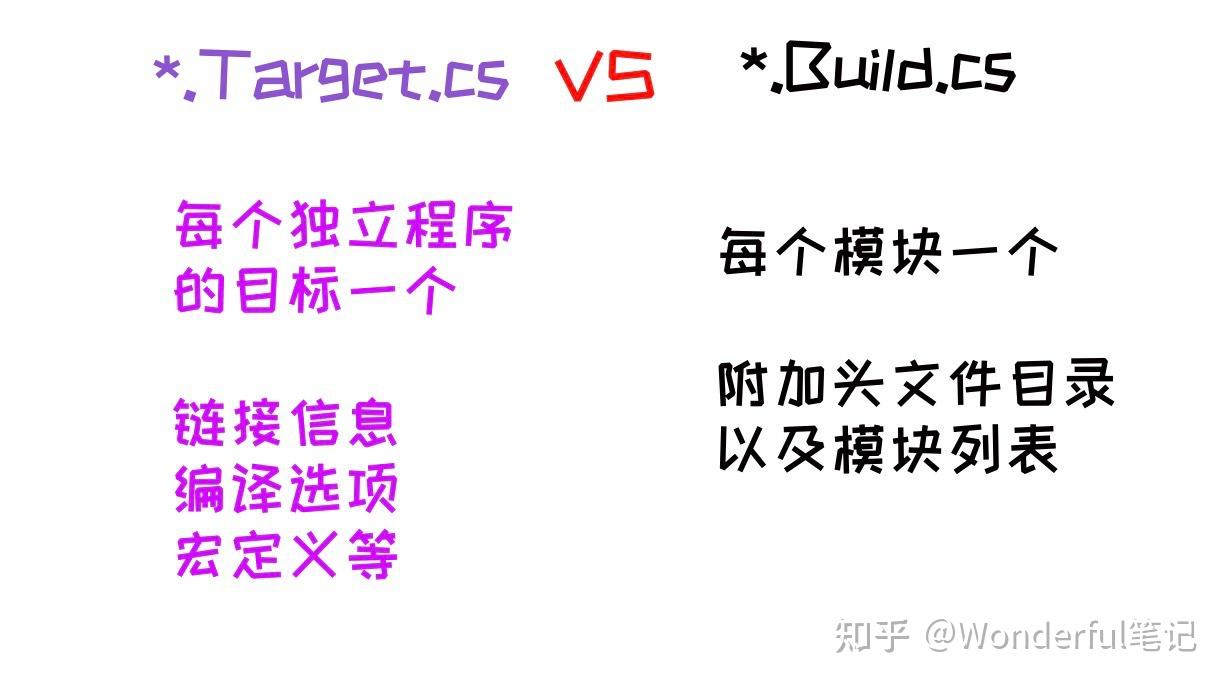 *.Target.cs VS *.Build.cs
每个独立程序
的目标一个
链接信息
编译选项
宏定义等
每个模块一个
附加头文件目录
以及模块列表
知乎 @Wonderful笔记